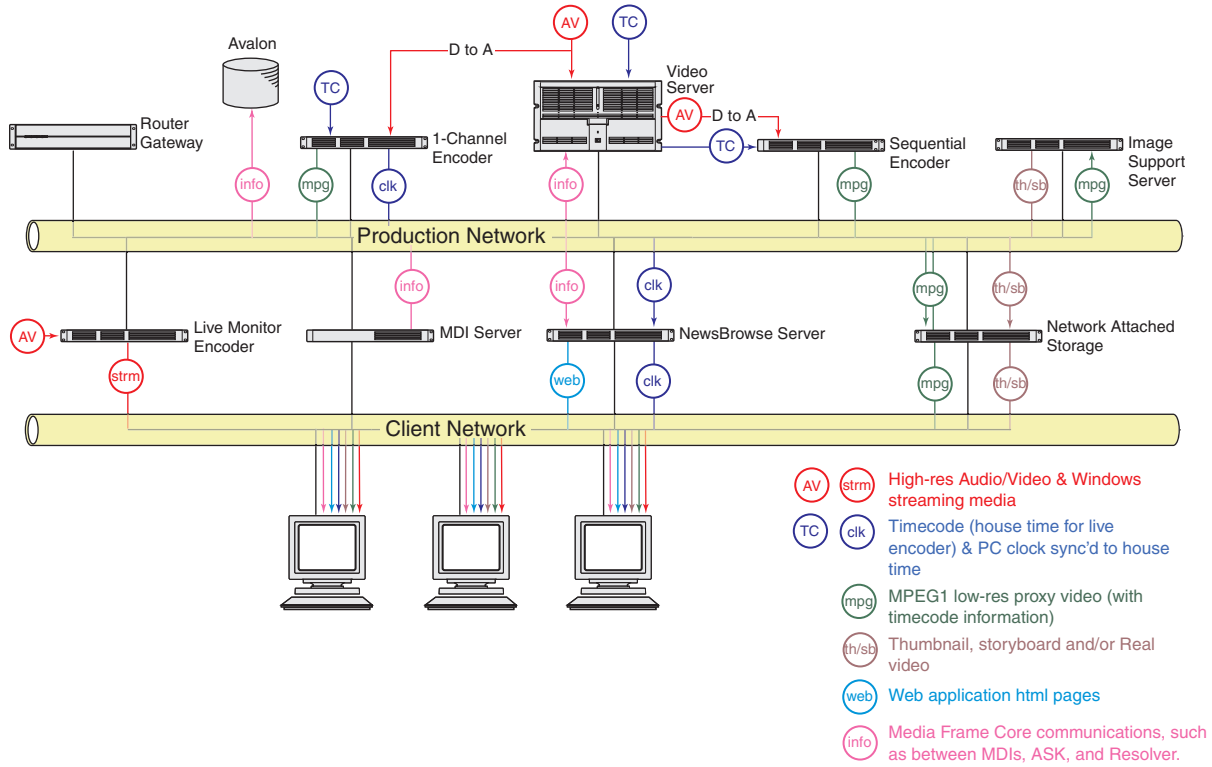 AV
TC
Avalon
D to A
Video
Server
TC
Router
Gateway
1-Channel
Encoder
AV
D to A
TC
Sequential
Encoder
Image
Support
Server
info
mpg
clk
info
mpg
th/sb
mpg
Production Network
info
info
clk
mpg
th/sb
AV
Live Monitor
Encoder
MDI Server
NewsBrowse Server
Network Attached
Storage
strm
web
clk
mpg
th/sb
Client Network
AV
strm
High-res Audio/Video & Windows
streaming media
TC
clk
Timecode (house time for live
encoder) & PC clock sync’d to house
time
mpg
MPEG1 low-res proxy video (with
timecode information)
th/sb
Thumbnail, storyboard and/or Real
video
web
Web application html pages
info
Media Frame Core communications, such
as between MDIs, ASK, and Resolver.